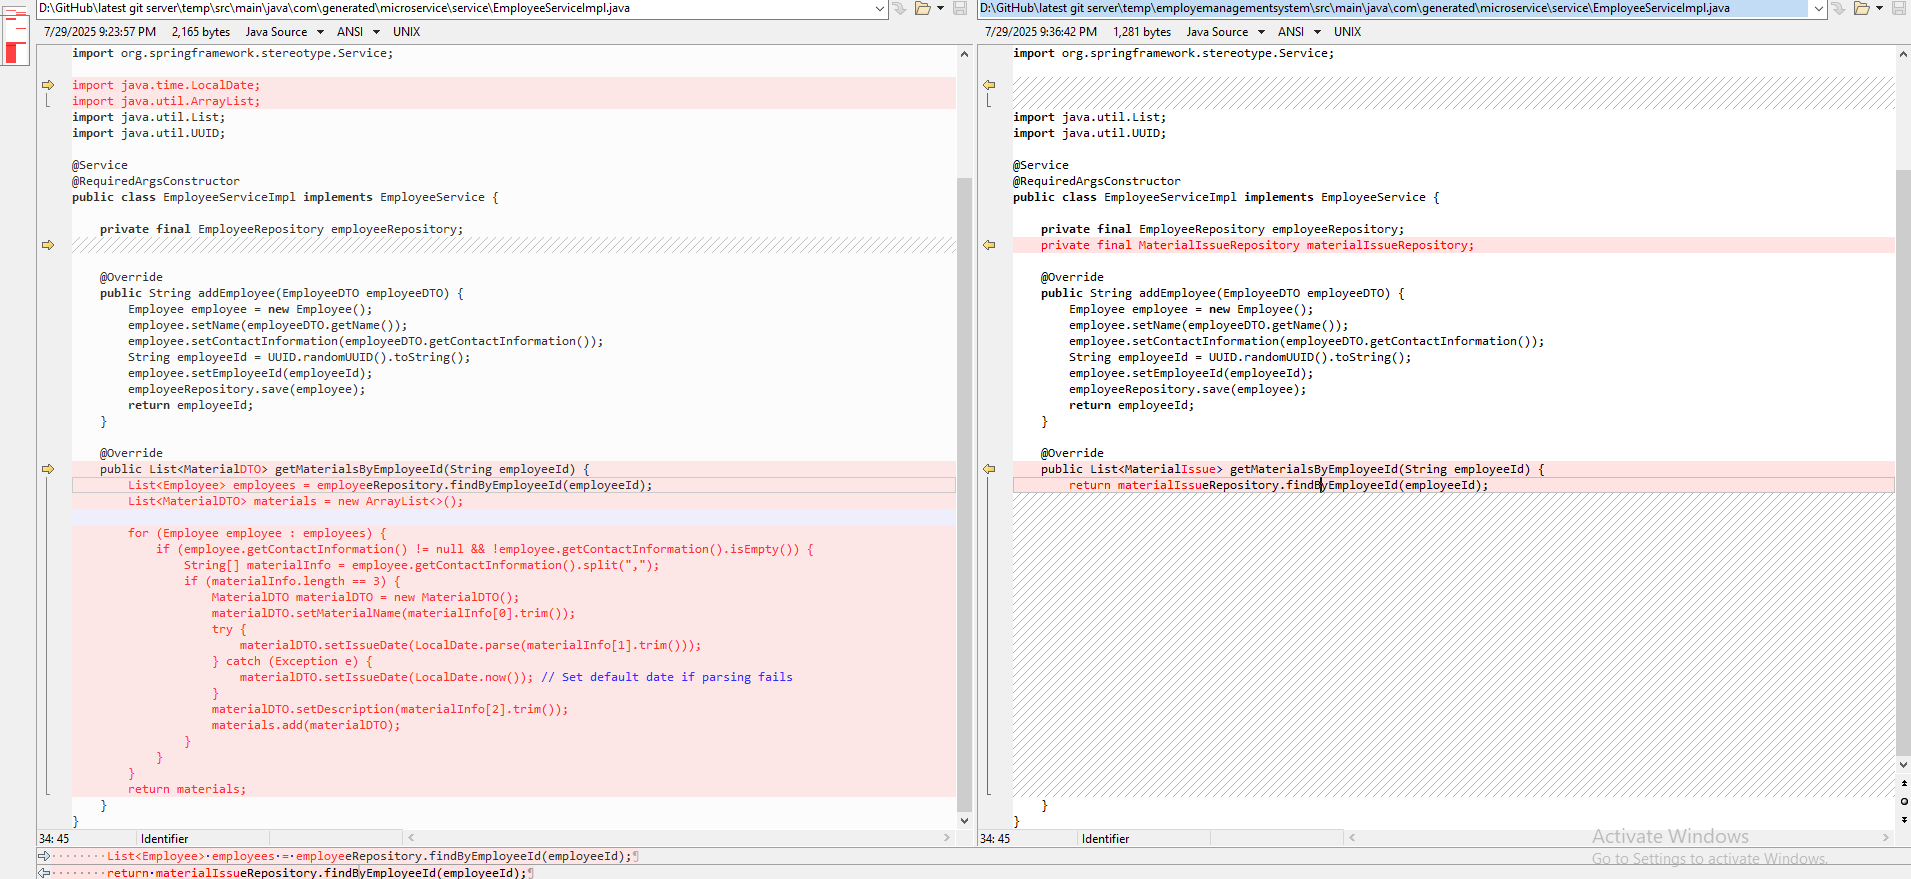 D:\GitHub\latest git server\temp\src\main\java\com\generated\microservice\service\EmployeeServiceImpl.java
7/29/2025 9:23:57 PM 2,165 bytes Java Source ANSI UNIX
import org.springframework.stereotype.Service;
import java.time.LocalDate;
import java.util.ArrayList;
import java.util.List;
import java.util.UUID;
@Service
@RequiredArgsConstructor
public class EmployeeServiceImpl implements EmployeeService {
private final EmployeeRepository employeeRepository;
@Override
public String addEmployee(EmployeeDTO employeeDTO) {
Employee employee = new Employee();
employee.setName(employeeDTO.getName());
employee.setContactInformation(employeeDTO.getContactInformation());
String employeeId = UUID.randomUUID().toString();
employee.setEmployeeId(employeeId);
employeeRepository.save(employee);
return employeeId;
}
@Override
public List<MaterialDTO> getMaterialsByEmployeeId(String employeeId) {
List<Employee> employees = employeeRepository.findByEmployeeId(employeeId);
List<MaterialDTO> materials = new ArrayList<>();
for (Employee employee : employees) {
if (employee.getContactInformation() != null && !employee.getContactInformation().isEmpty()) {
String[] materialInfo = employee.getContactInformation().split(",");
if (materialInfo.length == 3) {
MaterialDTO materialDTO = new MaterialDTO();
materialDTO.setMaterialName(materialInfo[0].trim());
try {
materialDTO.setIssueDate(LocalDate.parse(materialInfo[1].trim()));
} catch (Exception e) {
materialDTO.setIssueDate(LocalDate.now()); // Set default date if parsing fails
}
materialDTO.setDescription(materialInfo[2].trim());
materials.add(materialDTO);
}
}
}
return materials;
}
}
34: 45 Identifier
D:\GitHub\latest git server\temp\employemanagementsystem\src\main\java\com\generated\microservice\service\EmployeeServiceImpl.java
7/29/2025 9:36:42 PM 1,281 bytes Java Source ANSI UNIX
import org.springframework.stereotype.Service;
import java.util.List;
import java.util.UUID;
@Service
@RequiredArgsConstructor
public class EmployeeServiceImpl implements EmployeeService {
private final EmployeeRepository employeeRepository;
private final MaterialIssueRepository materialIssueRepository;
@Override
public String addEmployee(EmployeeDTO employeeDTO) {
Employee employee = new Employee();
employee.setName(employeeDTO.getName());
employee.setContactInformation(employeeDTO.getContactInformation());
String employeeId = UUID.randomUUID().toString();
employee.setEmployeeId(employeeId);
employeeRepository.save(employee);
return employeeId;
}
@Override
public List<MaterialIssue> getMaterialsByEmployeeId(String employeeId) {
return materialIssueRepository.findByEmployeeId(employeeId);
}
}
34: 45 Identifier
Activate Windows
Go to Settings to activate Windows.
········List<Employee>·employees·=·employeeRepository.findByEmployeeId(employeeId);¶
········return·materialIssueRepository.findByEmployeeId(employeeId);¶